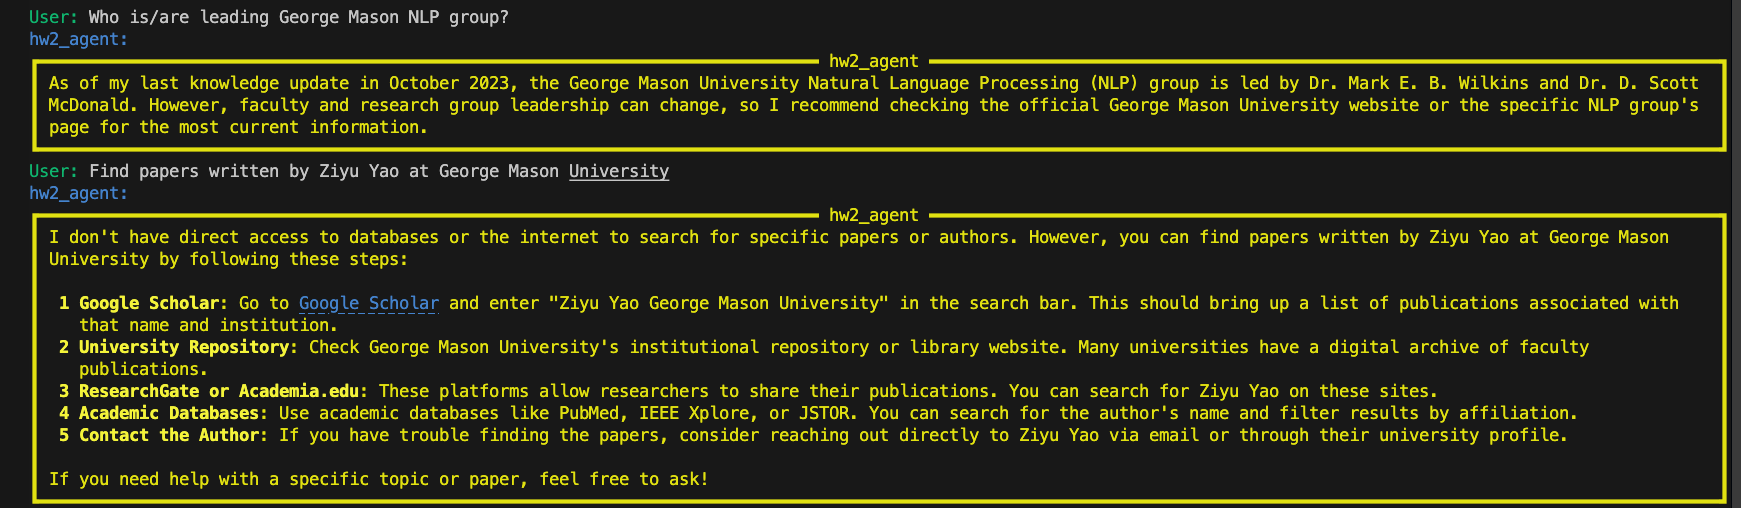 User: Who is/are leading George Mason NLP group?
hw2_agent:
hw2_agent
As of my last knowledge update in October 2023, the George Mason University Natural Language Processing (NLP) group is led by Dr. Mark E. B. Wilkins and Dr. D. Scott
McDonald. However, faculty and research group leadership can change, so I recommend checking the official George Mason University website or the specific NLP group's
page for the most current information.
User: Find papers written by Ziyu Yao at George Mason University
hw2_agent:
hw2_agent
I don't have direct access to databases or the internet to search for specific papers or authors. However, you can find papers written by Ziyu Yao at George Mason
University by following these steps:
1 Google Scholar: Go to Google Scholar and enter "Ziyu Yao George Mason University" in the search bar. This should bring up a list of publications associated with
that name and institution.
2 University Repository: Check George Mason University's institutional repository or library website. Many universities have a digital archive of faculty
publications.
3 ResearchGate or Academia.edu: These platforms allow researchers to share their publications. You can search for Ziyu Yao on these sites.
4 Academic Databases: Use academic databases like PubMed, IEEE Xplore, or JSTOR. You can search for the author's name and filter results by affiliation.
5 Contact the Author: If you have trouble finding the papers, consider reaching out directly to Ziyu Yao via email or through their university profile.
If you need help with a specific topic or paper, feel free to ask!